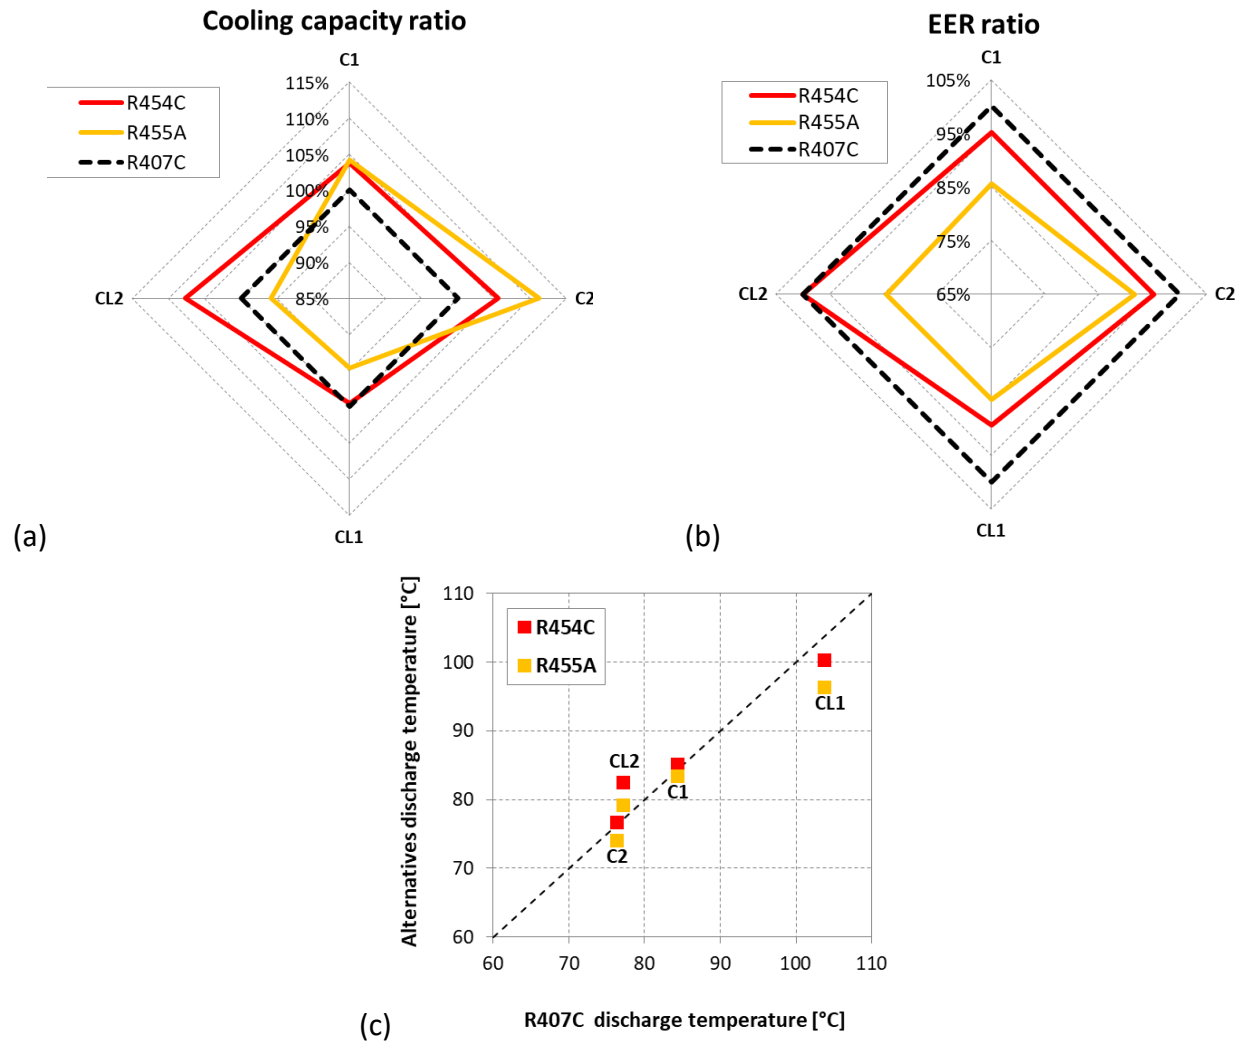 Cooling capacity ratio
C1
115%
110%
105%
100%
95%
90%
85%
R454C
R455A
R407C
CL2
C2
CL1
(a)
EER ratio
C1
105%
95%
85%
75%
65%
R454C
R455A
R407C
CL2
C2
CL1
(b)
Alternatives discharge temperature [°C]
110
100
90
80
70
60
R454C
R455A
CL1
CL2
C1
C2
60 70 80 90 100 110
R407C discharge temperature [°C]
(c)